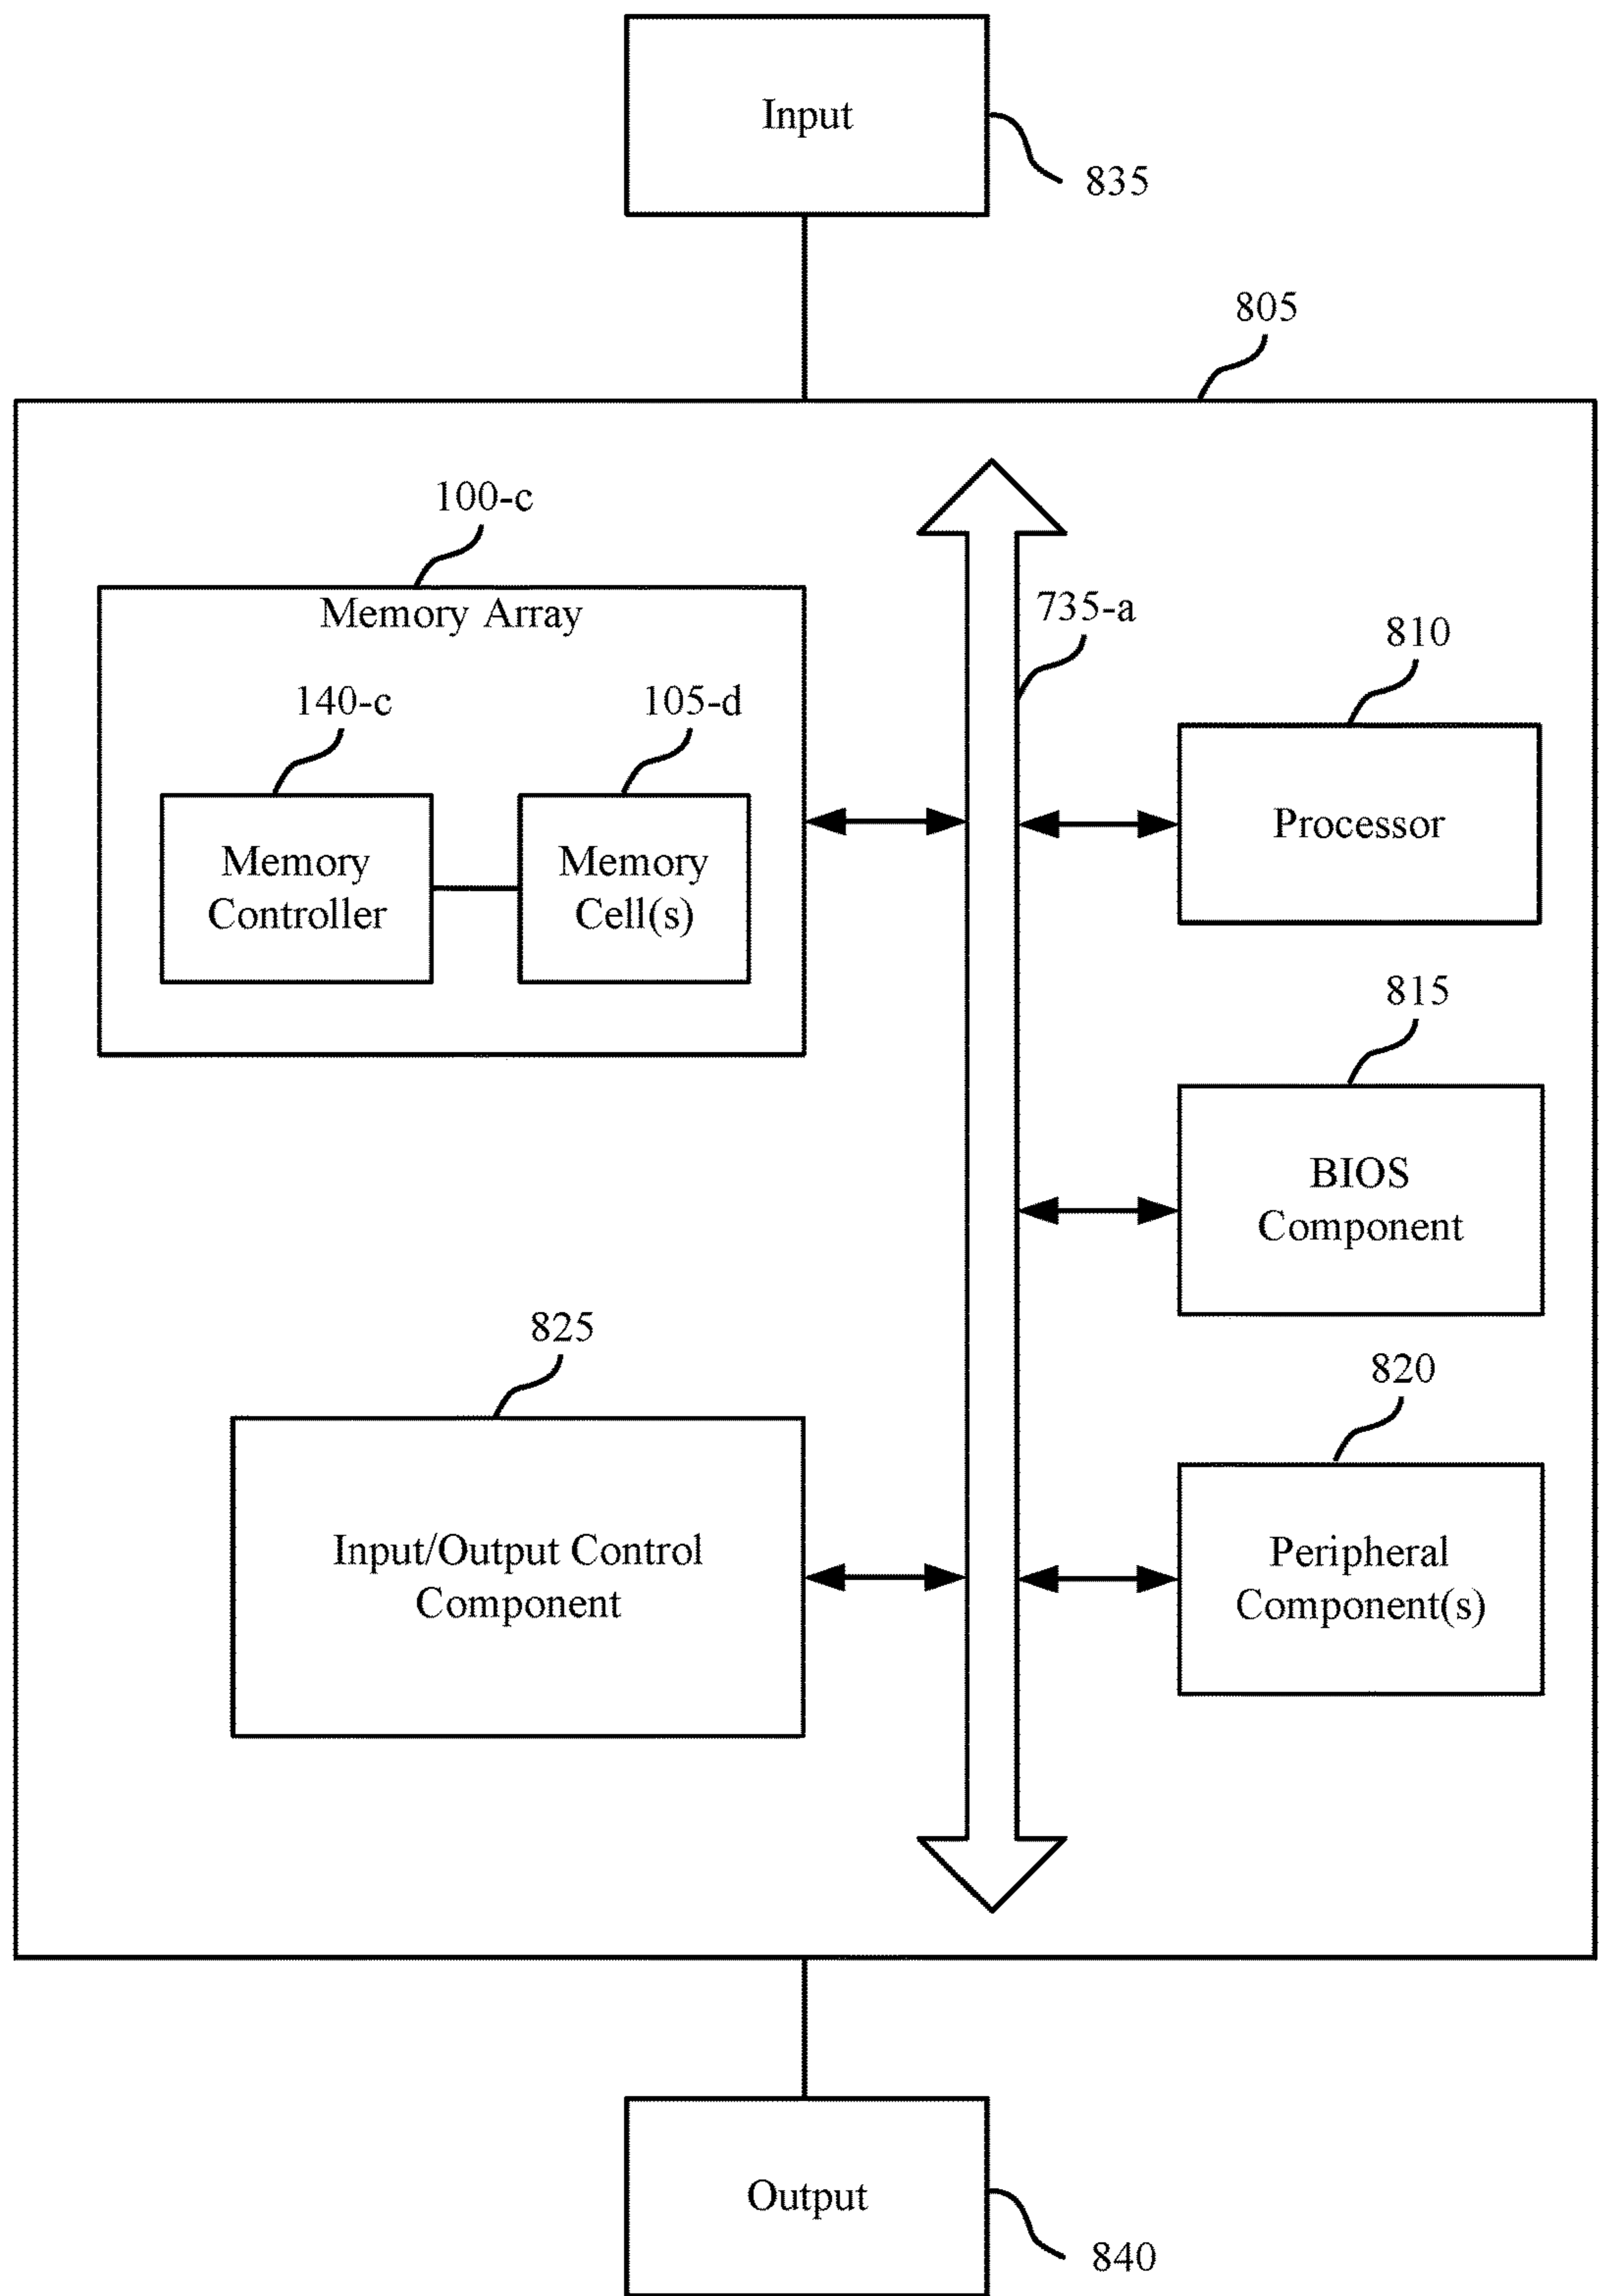 Input
835
805
100-c
Memory Array
735-a
810
140-c
105-d
Memory
Controller
Memory
Cell(s)
Processor
815
BIOS
Component
825
820
Input/Output Control
Component
Peripheral
Component(s)
Output
840